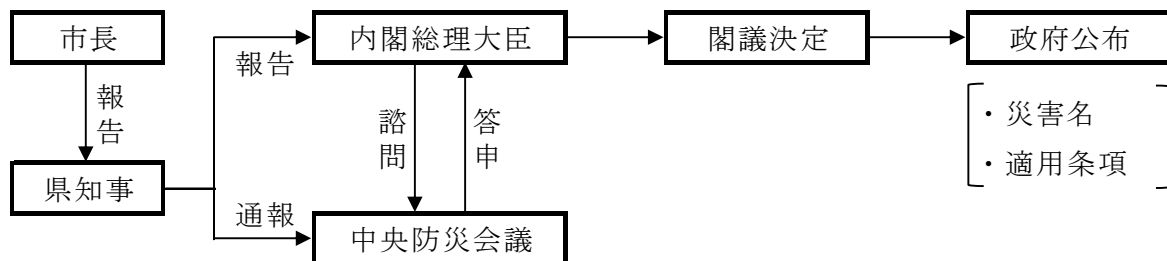 市長
内閣総理大臣
閣議決定
政府公布
報告
報告
諮問
答申
・災害名
・適用条項
県知事
通報
中央防災会議